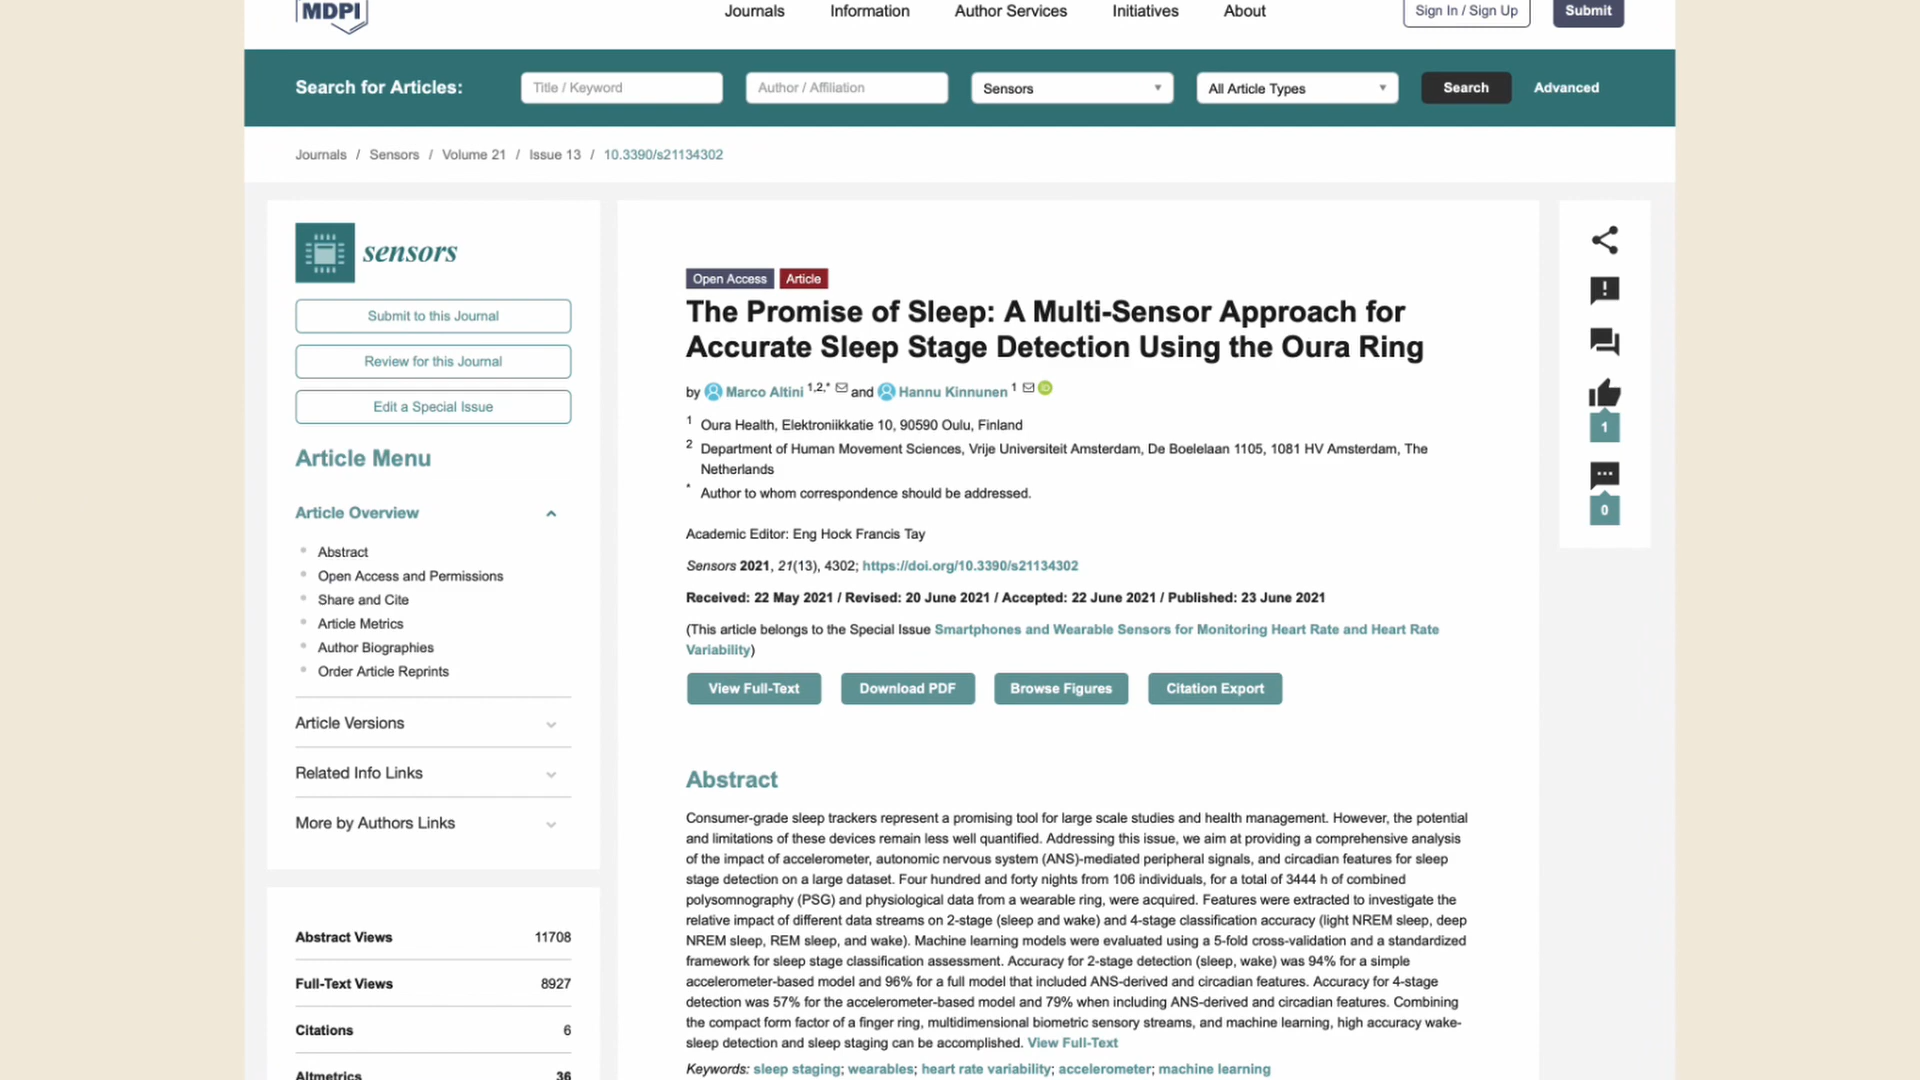 MDPI
Journals Information Author Services Initiatives About Sign In / Sign Up Submit
Search for Articles: Title / Keyword Author / Affiliation Sensors All Article Types Search Advanced
Journals / Sensors / Volume 21 / Issue 13 / 10.3390/s21134302
sensors
Submit to this Journal
Review for this Journal
Edit a Special Issue
Article Menu
Article Overview
Abstract
Open Access and Permissions
Share and Cite
Article Metrics
Author Biographies
Order Article Reprints
Article Versions
Related Info Links
More by Authors Links
Abstract Views 11708
Full-Text Views 8927
Citations 6
Altmetrics 36
Open Access Article
The Promise of Sleep: A Multi-Sensor Approach for
Accurate Sleep Stage Detection Using the Oura Ring
by Marco Altini 1,2,* and Hannu Kinnunen 1 iD
1 Oura Health, Elektroniikkatie 10, 90590 Oulu, Finland
2 Department of Human Movement Sciences, Vrije Universiteit Amsterdam, De Boelelaan 1105, 1081 HV Amsterdam, The
Netherlands
* Author to whom correspondence should be addressed.
Academic Editor: Eng Hock Francis Tay
Sensors 2021, 21(13), 4302; https://doi.org/10.3390/s21134302
Received: 22 May 2021 / Revised: 20 June 2021 / Accepted: 22 June 2021 / Published: 23 June 2021
(This article belongs to the Special Issue Smartphones and Wearable Sensors for Monitoring Heart Rate and Heart Rate
Variability)
View Full-Text Download PDF Browse Figures Citation Export
Abstract
Consumer-grade sleep trackers represent a promising tool for large scale studies and health management. However, the potential
and limitations of these devices remain less well quantified. Addressing this issue, we aim at providing a comprehensive analysis
of the impact of accelerometer, autonomic nervous system (ANS)-mediated peripheral signals, and circadian features for sleep
stage detection on a large dataset. Four hundred and forty nights from 106 individuals, for a total of 3444 h of combined
polysomnography (PSG) and physiological data from a wearable ring, were acquired. Features were extracted to investigate the
relative impact of different data streams on 2-stage (sleep and wake) and 4-stage classification accuracy (light NREM sleep, deep
NREM sleep, REM sleep, and wake). Machine learning models were evaluated using a 5-fold cross-validation and a standardized
framework for sleep stage classification assessment. Accuracy for 2-stage detection (sleep, wake) was 94% for a simple
accelerometer-based model and 96% for a full model that included ANS-derived and circadian features. Accuracy for 4-stage
detection was 57% for the accelerometer-based model and 79% when including ANS-derived and circadian features. Combining
the compact form factor of a finger ring, multidimensional biometric sensory streams, and machine learning, high accuracy wake-
sleep detection and sleep staging can be accomplished. View Full-Text
Keywords: sleep staging; wearables; heart rate variability; accelerometer; machine learning
1
0